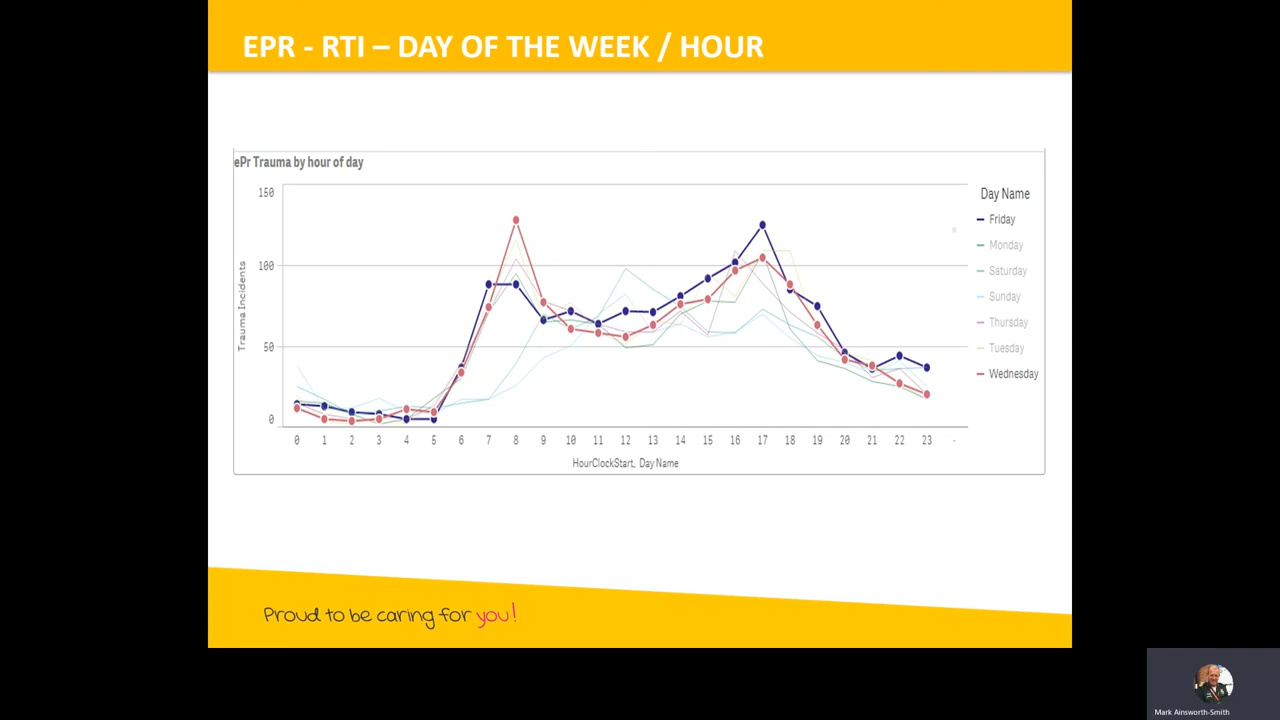 EPR - RTI – DAY OF THE WEEK / HOUR
ePr Trauma by hour of day
150
100
50
0
Trauma Incidents
0 1 2 3 4 5 6 7 8 9 10 11 12 13 14 15 16 17 18 19 20 21 22 23 -
HourClockStart, Day Name
Day Name
Friday
Monday
Saturday
Sunday
Thursday
Tuesday
Wednesday
Proud to be caring for you!
Mark Ainsworth-Smith